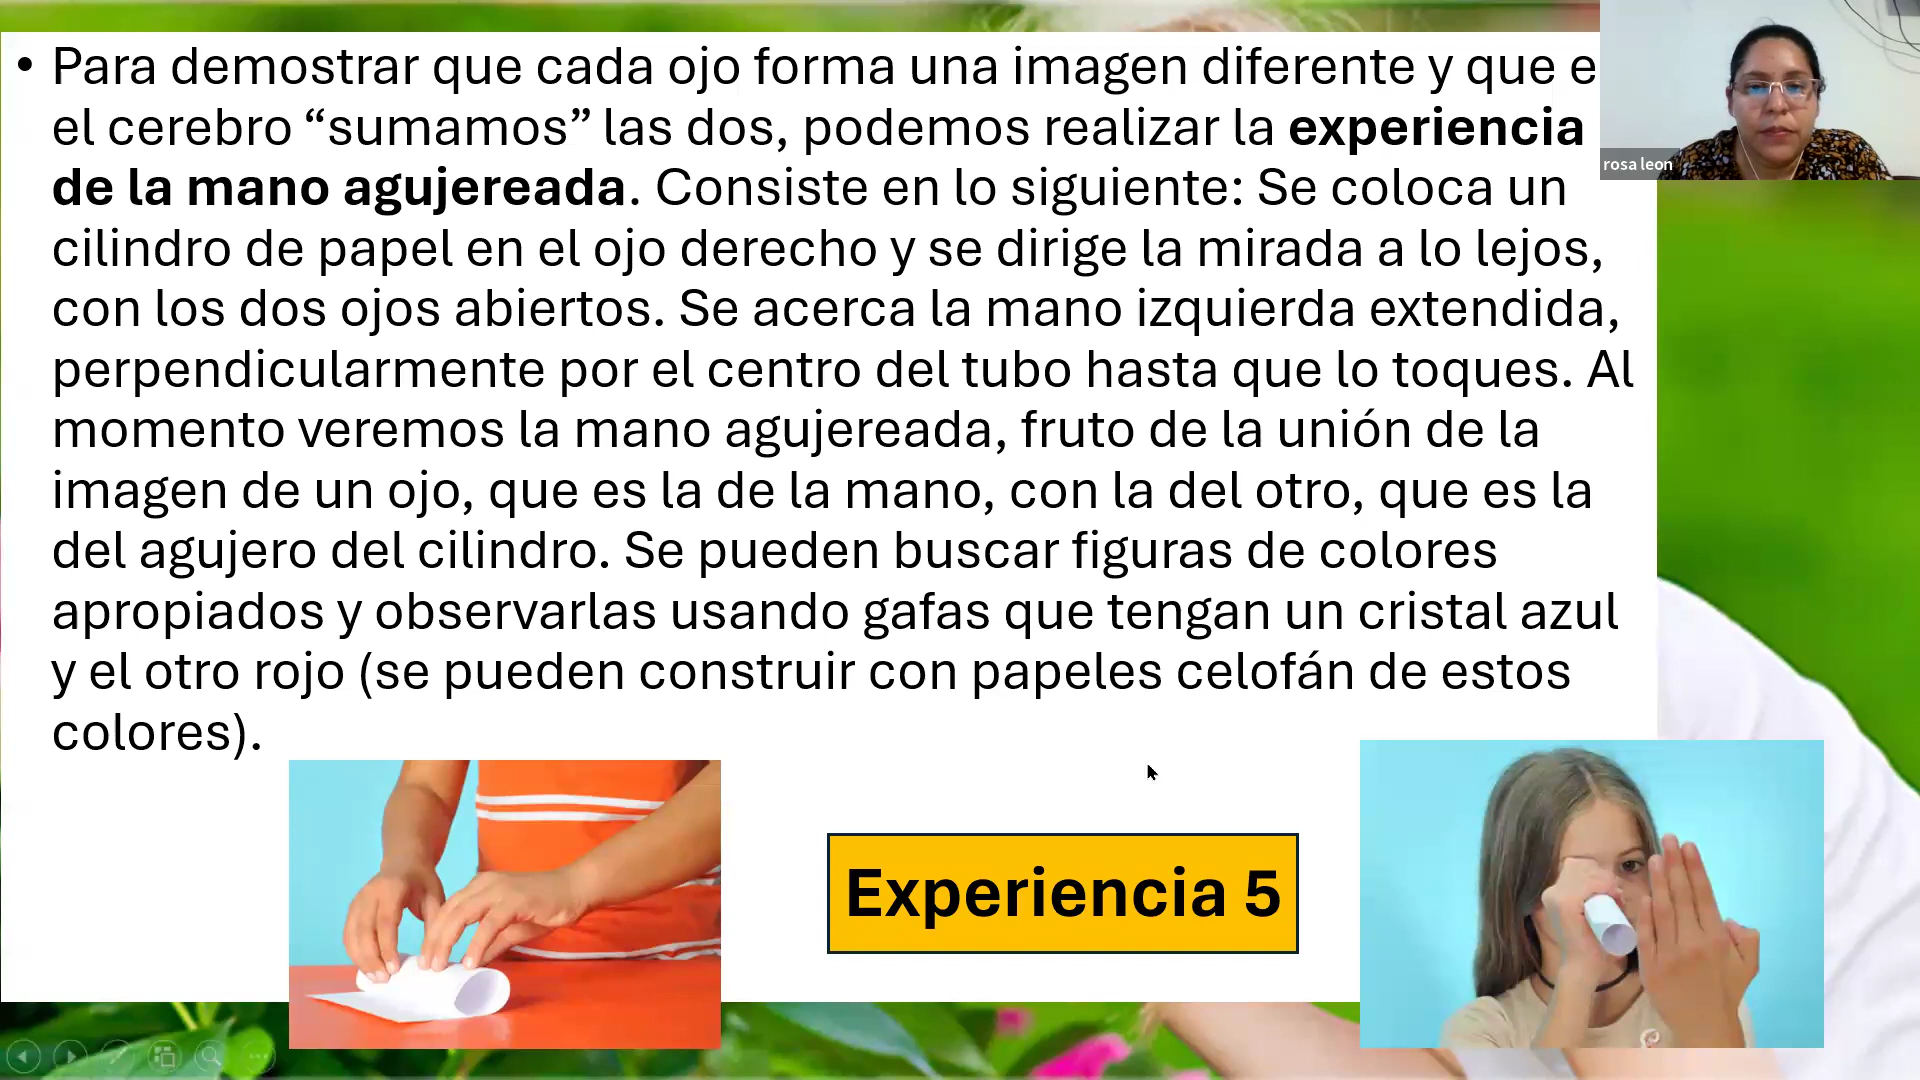 • Para demostrar que cada ojo forma una imagen diferente y que e
el cerebro “sumamos” las dos, podemos realizar la experiencia
de la mano agujereada. Consiste en lo siguiente: Se coloca un
cilindro de papel en el ojo derecho y se dirige la mirada a lo lejos,
con los dos ojos abiertos. Se acerca la mano izquierda extendida,
perpendicularmente por el centro del tubo hasta que lo toques. Al
momento veremos la mano agujereada, fruto de la unión de la
imagen de un ojo, que es la de la mano, con la del otro, que es la
del agujero del cilindro. Se pueden buscar figuras de colores
apropiados y observarlas usando gafas que tengan un cristal azul
y el otro rojo (se pueden construir con papeles celofán de estos
colores).
Experiencia 5
rosa leon